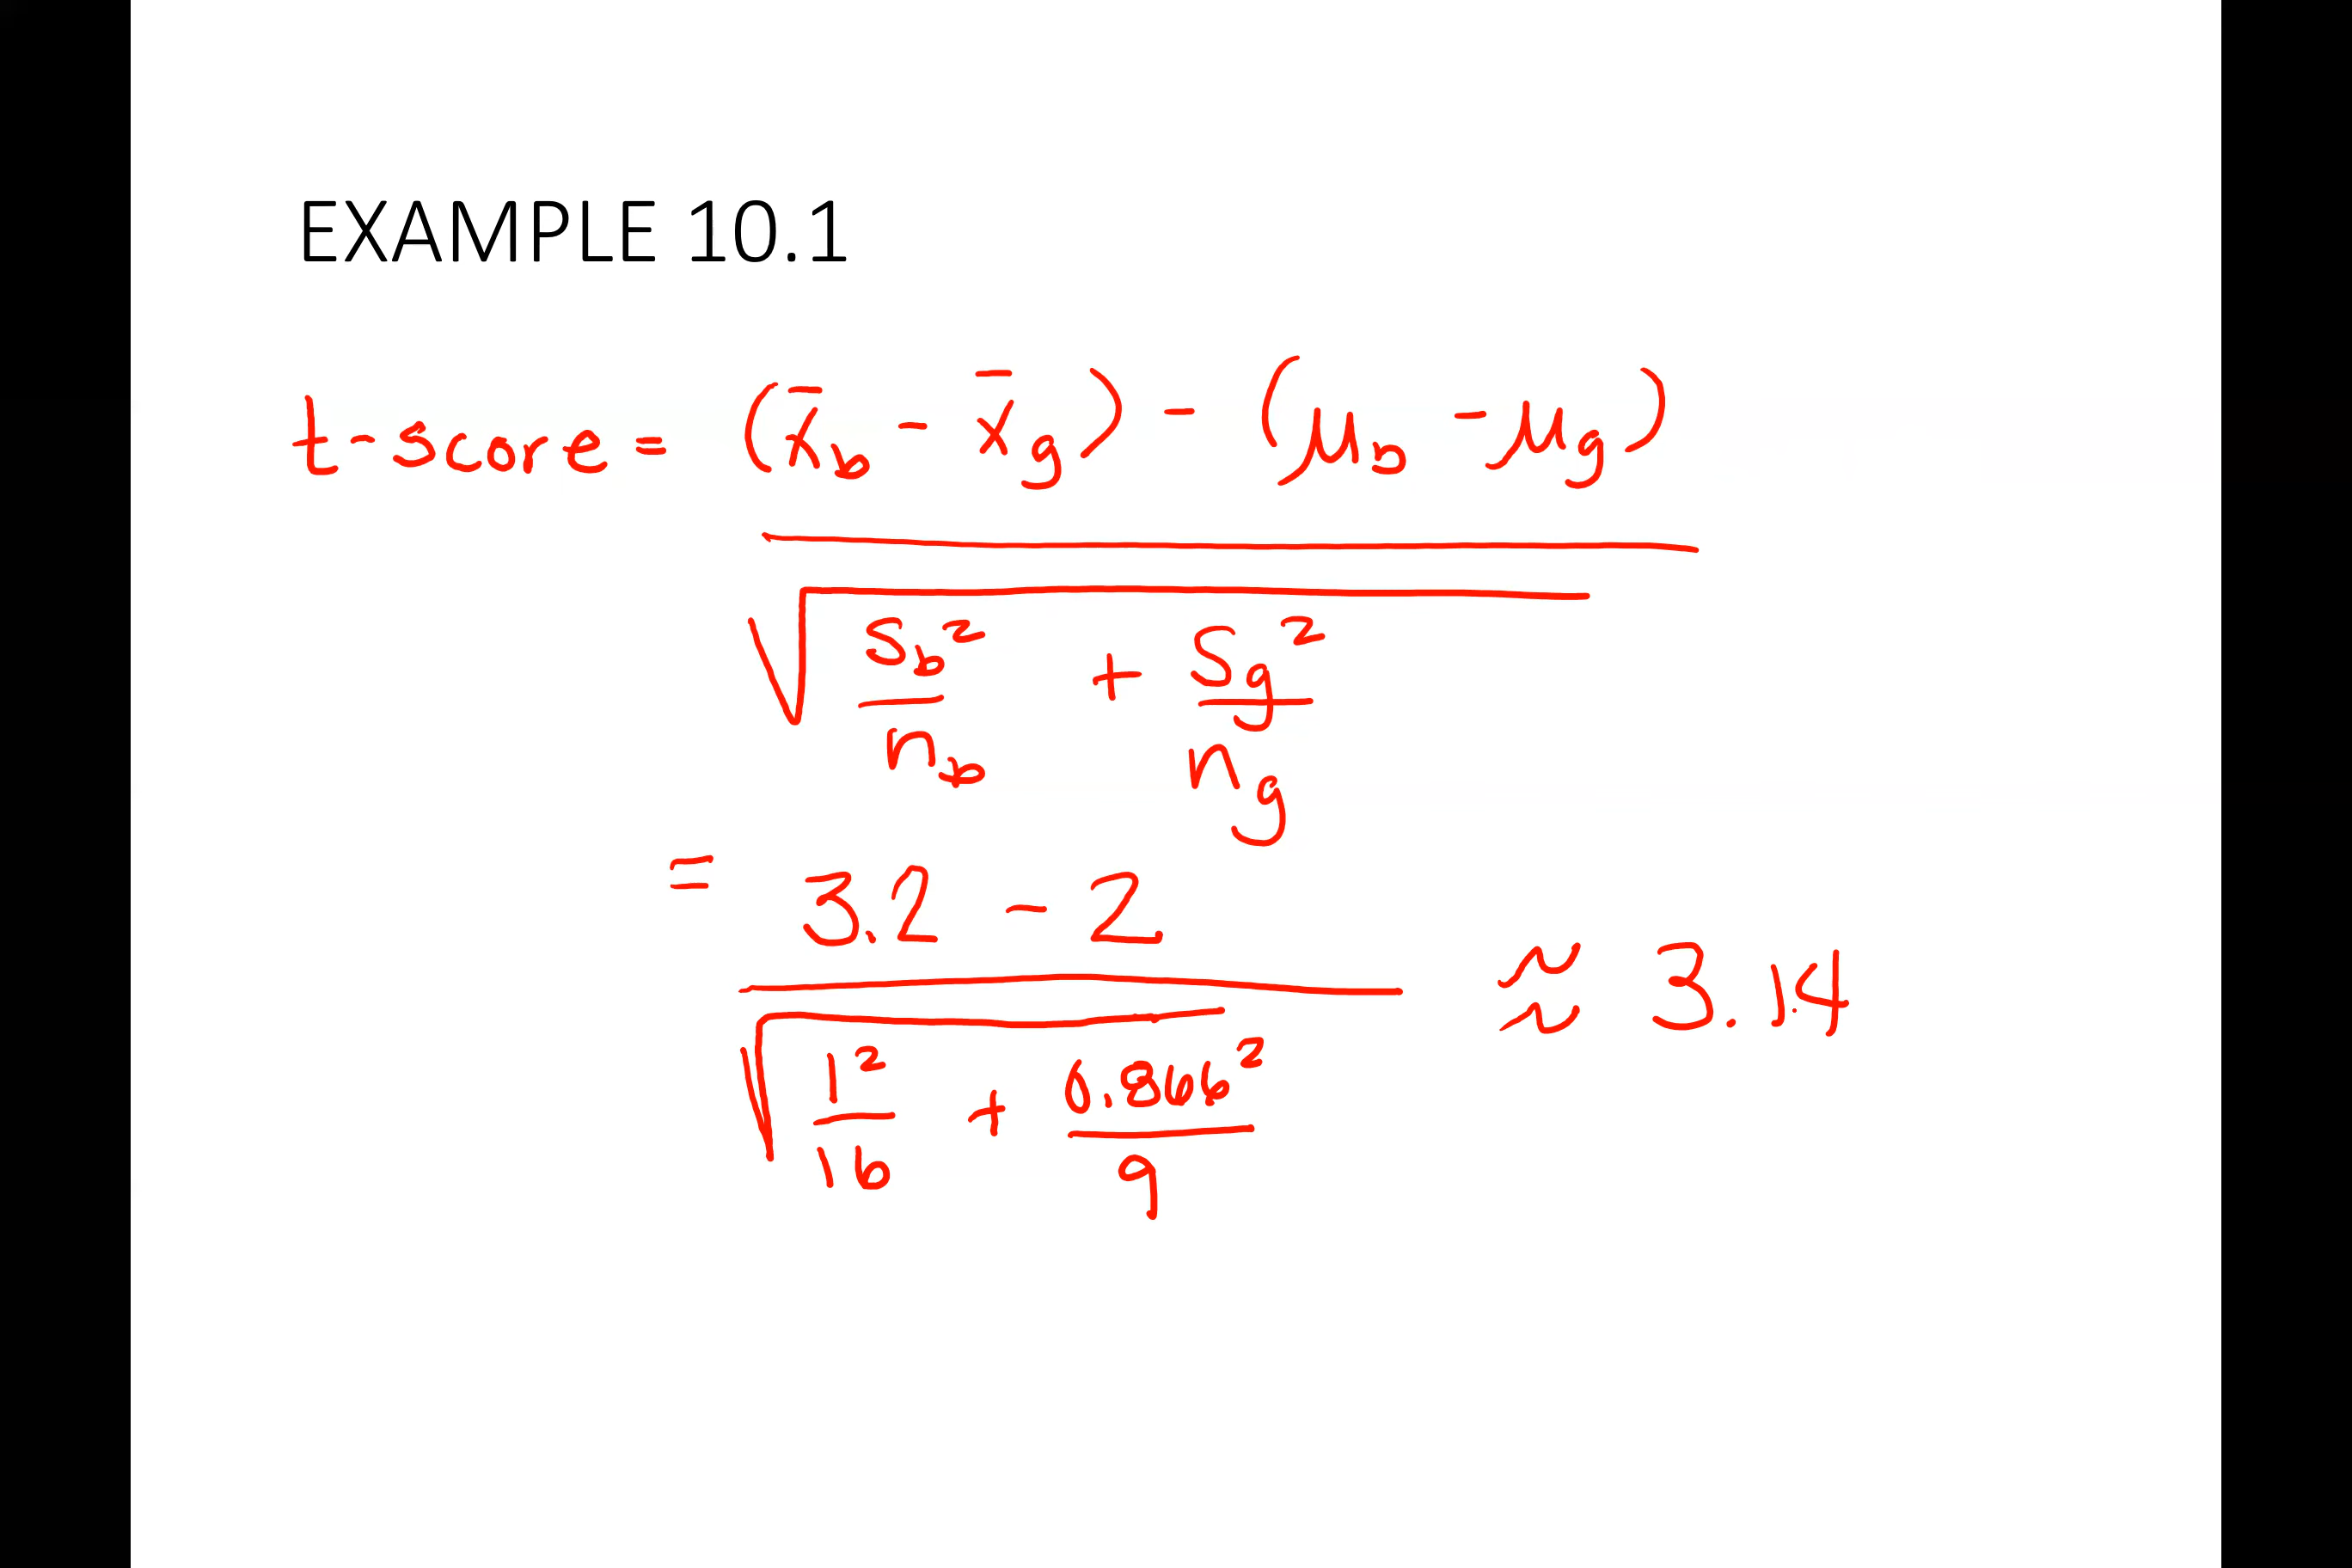 EXAMPLE 10.1
t-score = (x̄b - x̄g) - (μb - μg)
√ sb²/nb + sg²/ng
= 3.2 - 2
√ 1²/16 + 0.866²/9 ≈ 3.14